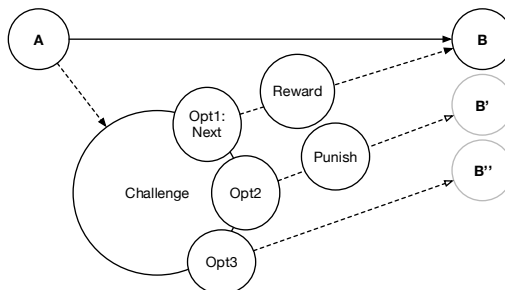 A
B
Reward
Opt1:
Next
B'
Punish
Challenge
Opt2
B''
Opt3